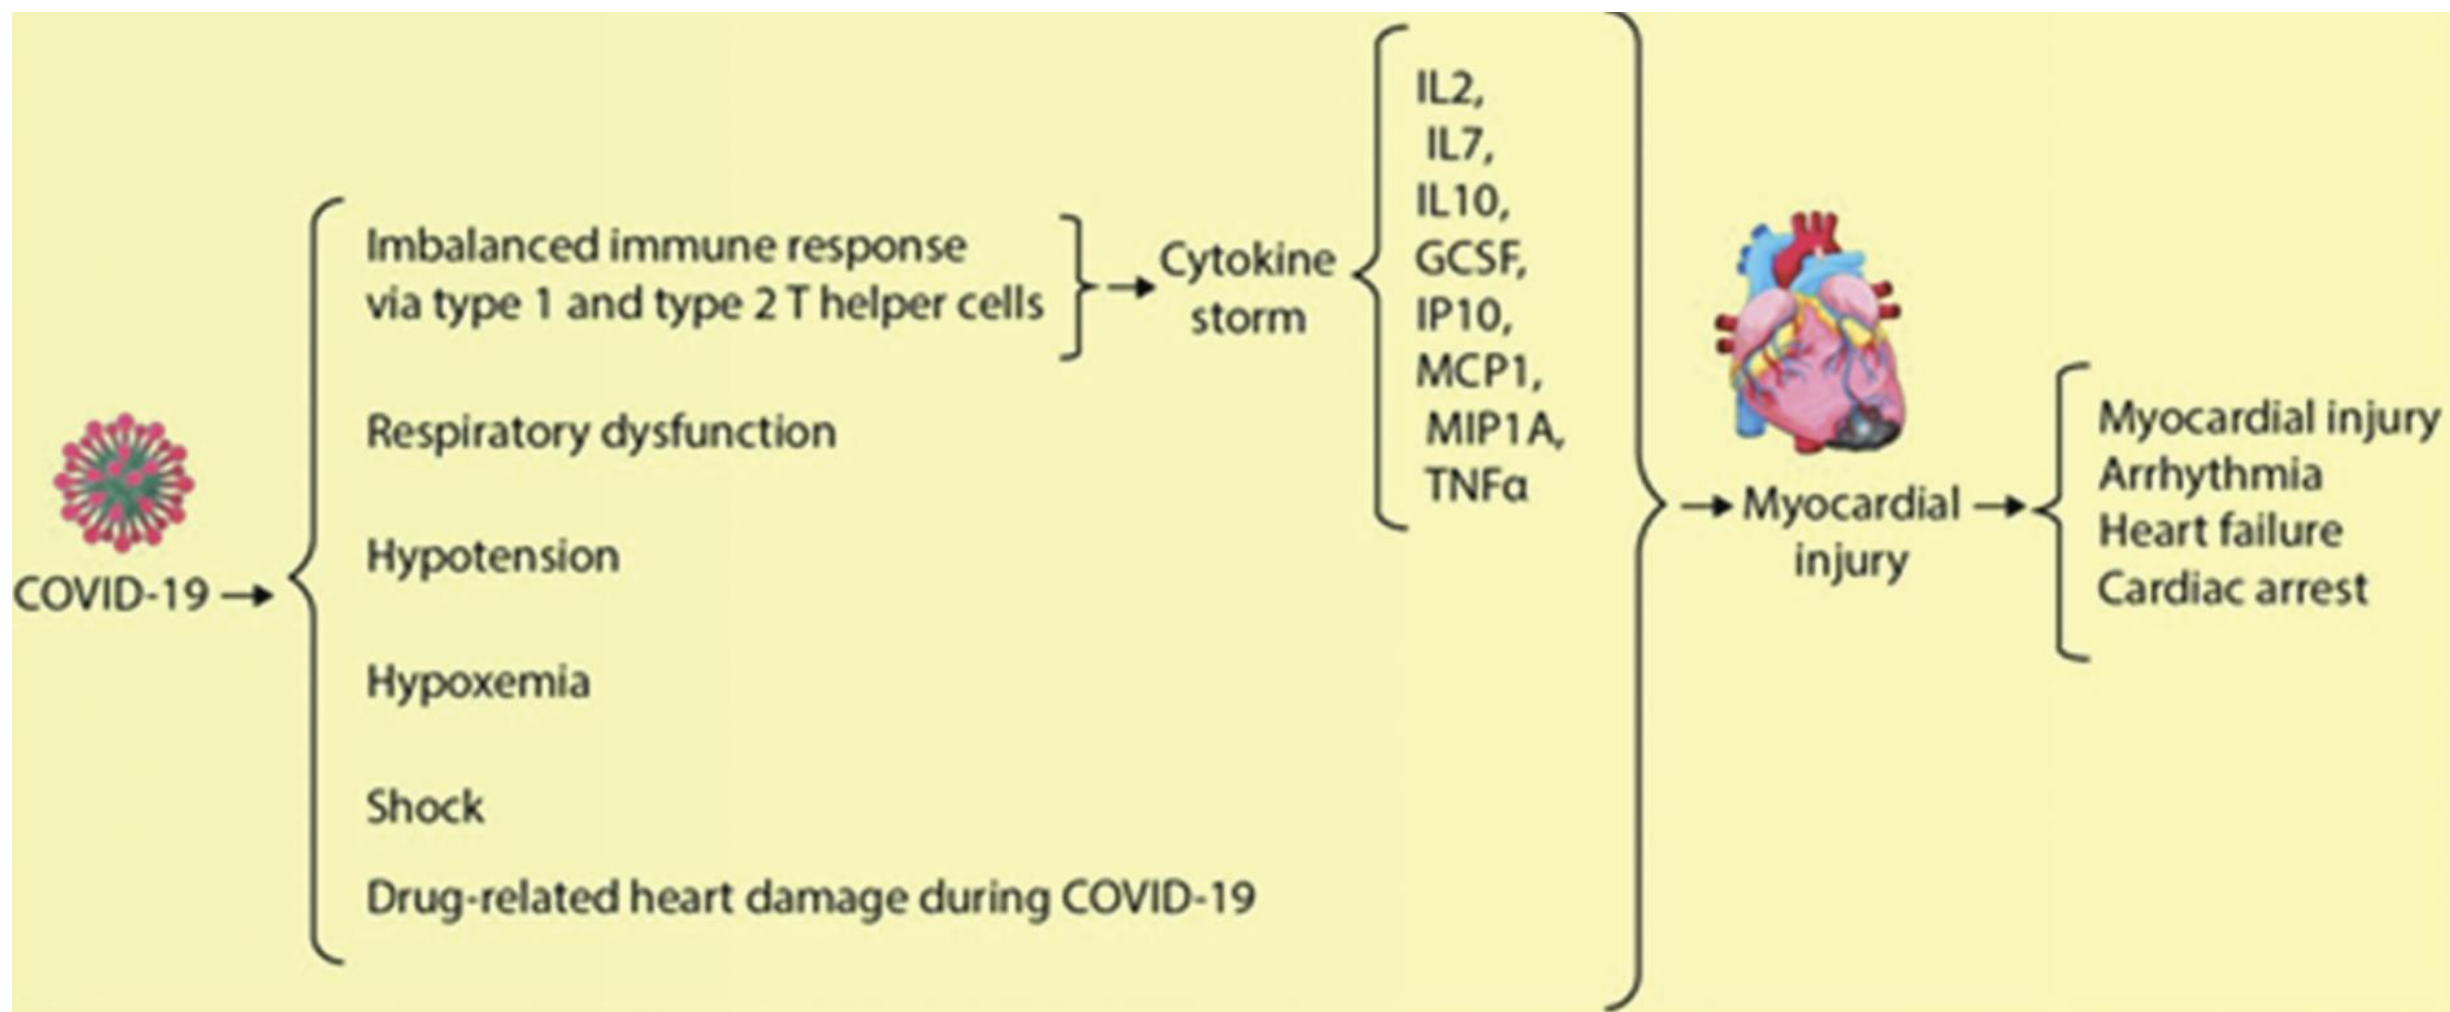 COVID-19
Imbalanced immune response
via type 1 and type 2 T helper cells
Respiratory dysfunction
Hypotension
Hypoxemia
Shock
Drug-related heart damage during COVID-19
Cytokine
storm
IL2,
IL7,
IL10,
GCSF,
IP10,
MCP1,
MIP1A,
TNFα
Myocardial
injury
Myocardial injury
Arrhythmia
Heart failure
Cardiac arrest